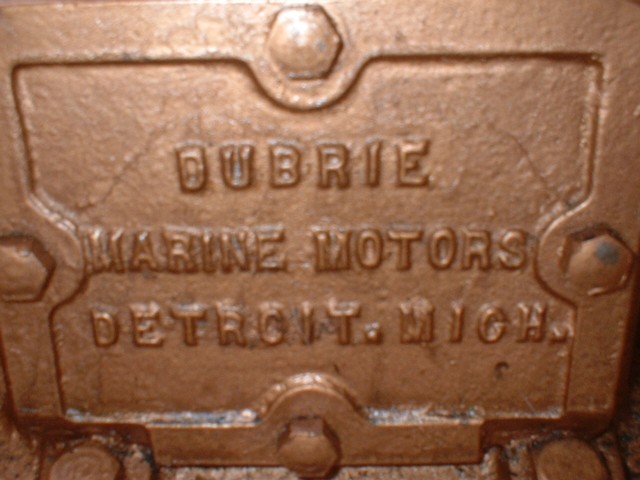 DUBRIE
MARINE MOTORS
DETROIT. MICH.